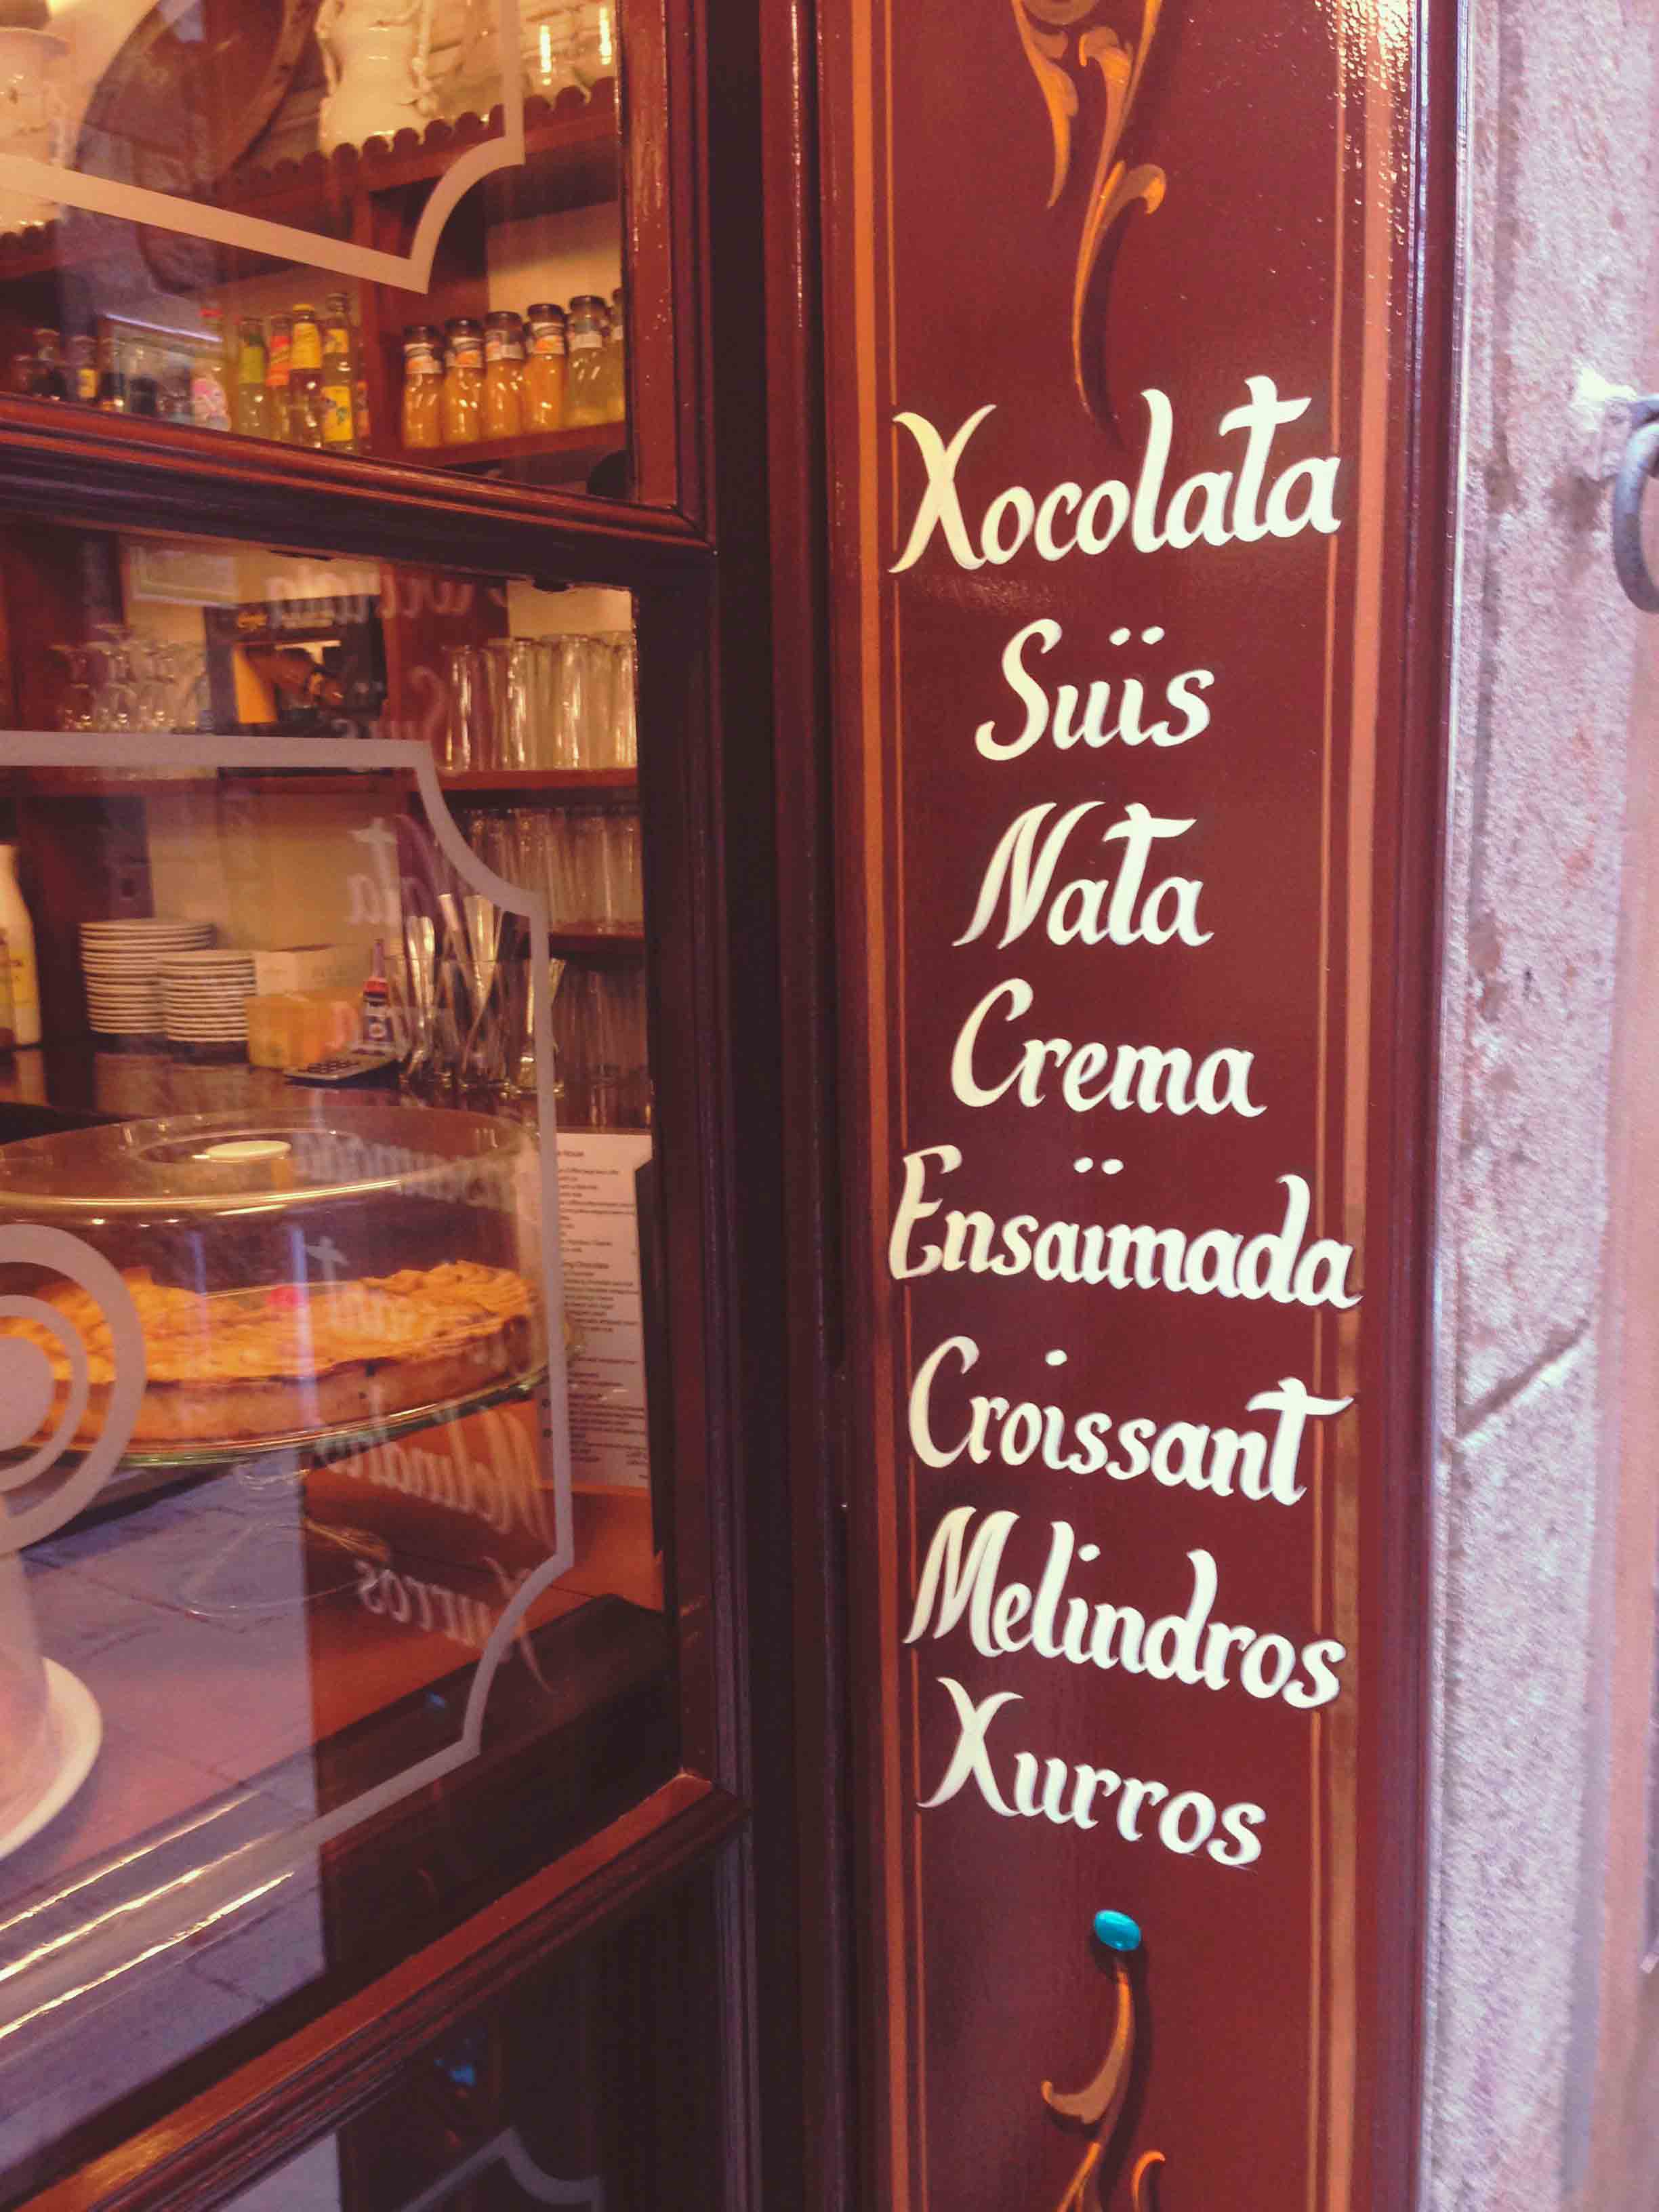 Xocolata
Suïs
Nata
Crema
Ensaïmada
Croissant
Melindros
Xurros